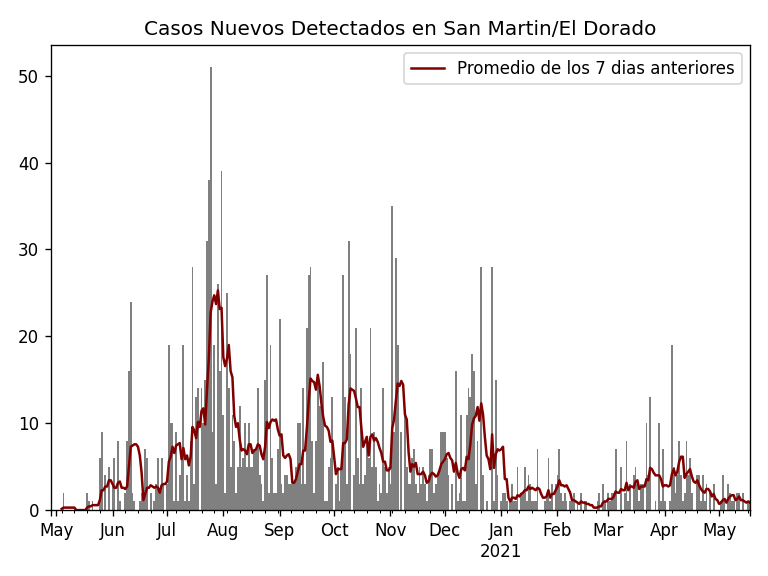 Casos Nuevos Detectados en San Martin/El Dorado
Promedio de los 7 dias anteriores
50
40
30
20
10
0
May Jun Jul Aug Sep Oct Nov Dec Jan Feb Mar Apr May
2021